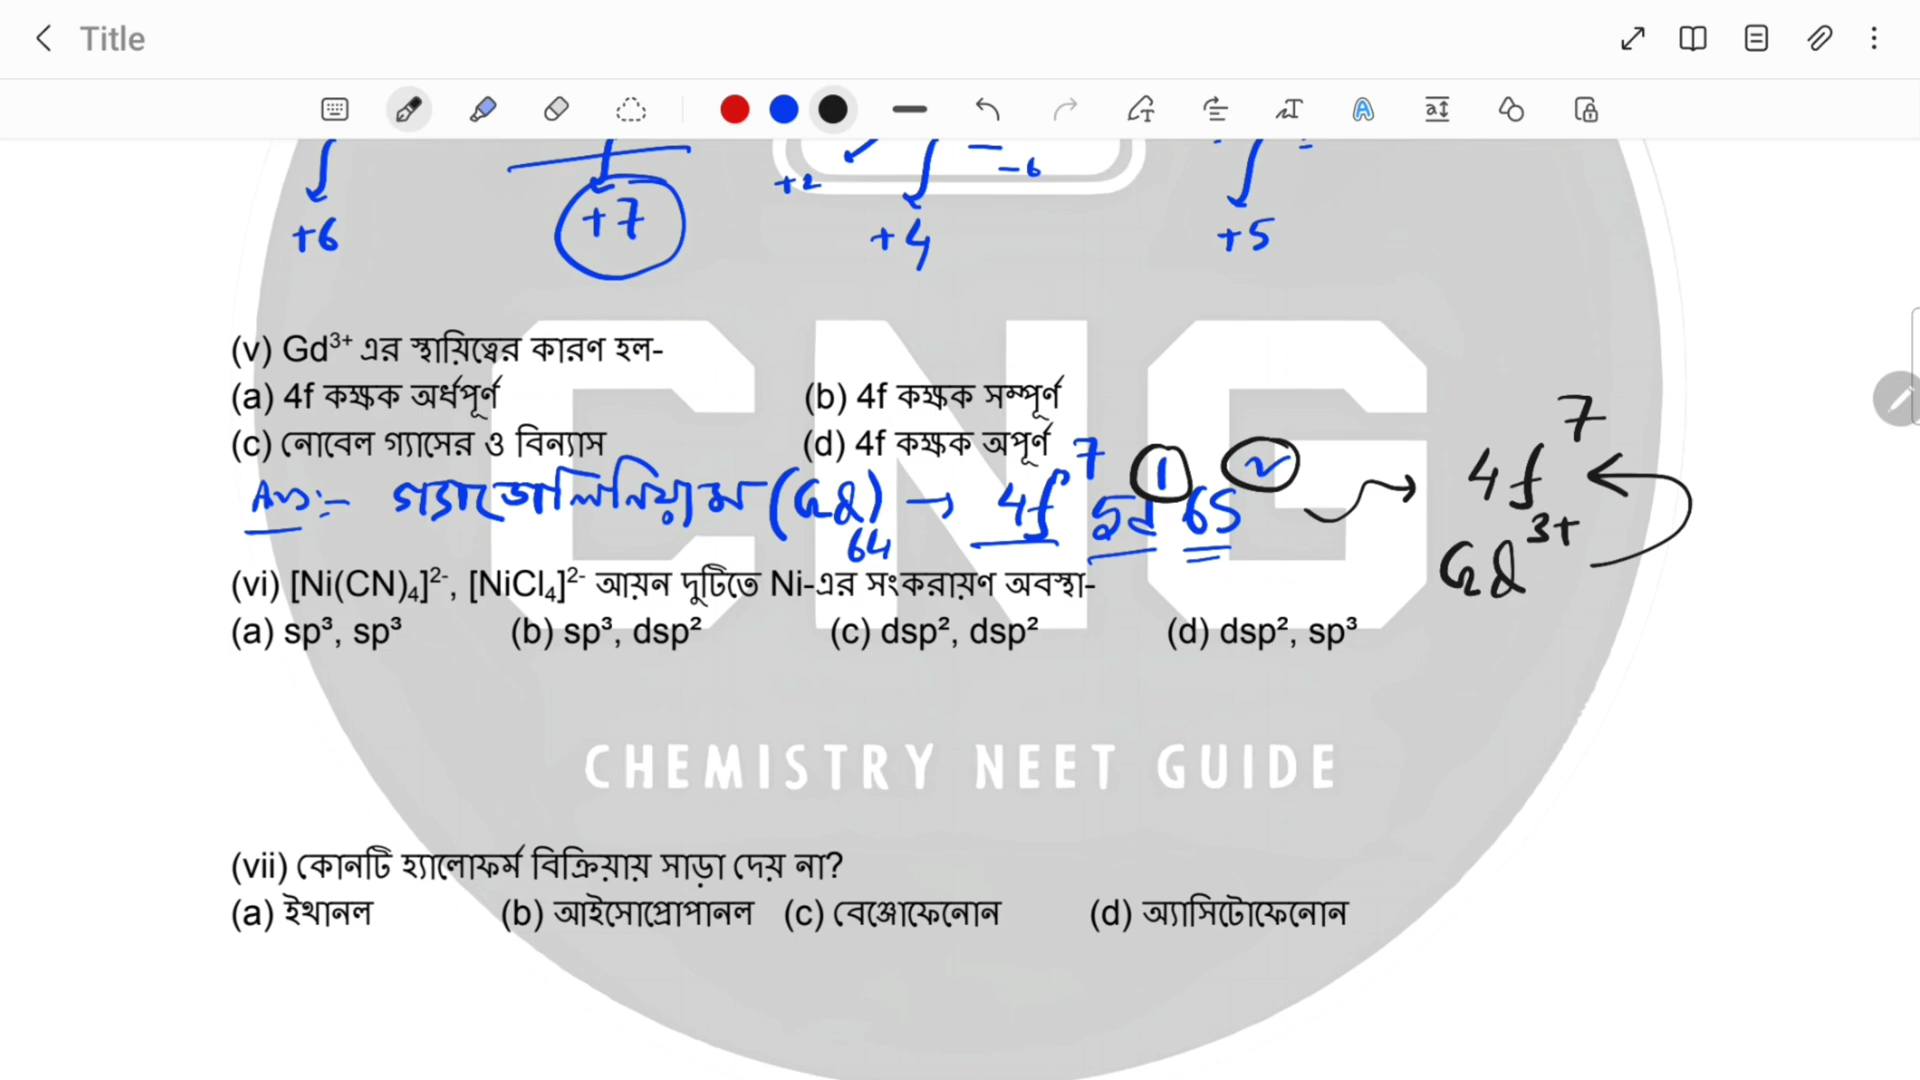 Title
+6 +7 +2 +4 -6 +5
(v) Gd³⁺ এর স্থায়িত্বের কারণ হল-
(a) 4f কক্ষক অর্ধপূর্ণ (b) 4f কক্ষক সম্পূর্ণ
(c) নোবেল গ্যাসের ও বিন্যাস (d) 4f কক্ষক অপূর্ণ
Ans:- গ্যাডোলিনিয়াম (Gd) → 4f⁷ 5d¹ 6s² → 4f⁷
64
Gd³⁺
(vi) [Ni(CN)₄]²⁻, [NiCl₄]²⁻ আয়ন দুটিতে Ni-এর সংকরায়ণ অবস্থা-
(a) sp³, sp³ (b) sp³, dsp² (c) dsp², dsp² (d) dsp², sp³
CNG
CHEMISTRY NEET GUIDE
(vii) কোনটি হ্যালোফর্ম বিক্রিয়ায় সাড়া দেয় না?
(a) ইথানল (b) আইসোপ্রোপানল (c) বেঞ্জোফেনোন (d) অ্যাসিটোফেনোন